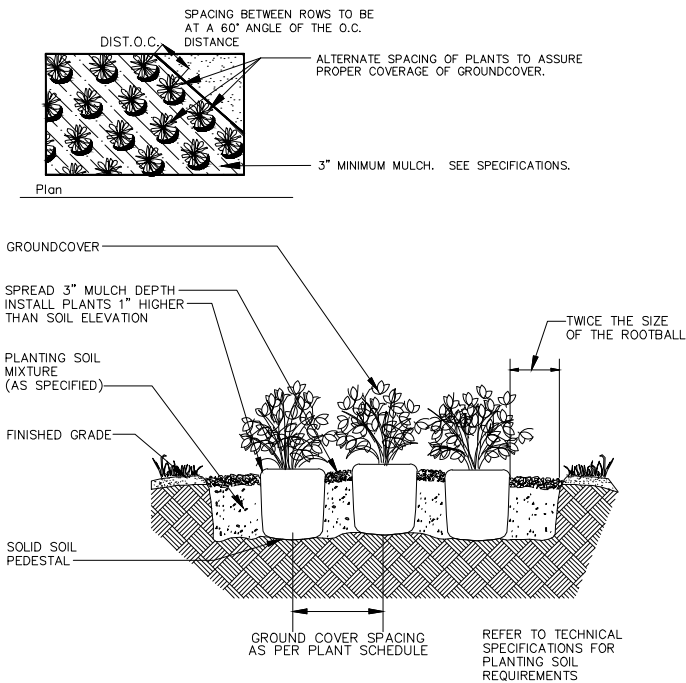 SPACING BETWEEN ROWS TO BE
AT A 60° ANGLE OF THE O.C.
DISTANCE
DIST.O.C.
ALTERNATE SPACING OF PLANTS TO ASSURE
PROPER COVERAGE OF GROUNDCOVER.
3" MINIMUM MULCH. SEE SPECIFICATIONS.
Plan
GROUNDCOVER
SPREAD 3" MULCH DEPTH
INSTALL PLANTS 1" HIGHER
THAN SOIL ELEVATION
TWICE THE SIZE
OF THE ROOTBALL
PLANTING SOIL
MIXTURE
(AS SPECIFIED)
FINISHED GRADE
SOLID SOIL
PEDESTAL
GROUND COVER SPACING
AS PER PLANT SCHEDULE
REFER TO TECHNICAL
SPECIFICATIONS FOR
PLANTING SOIL
REQUIREMENTS